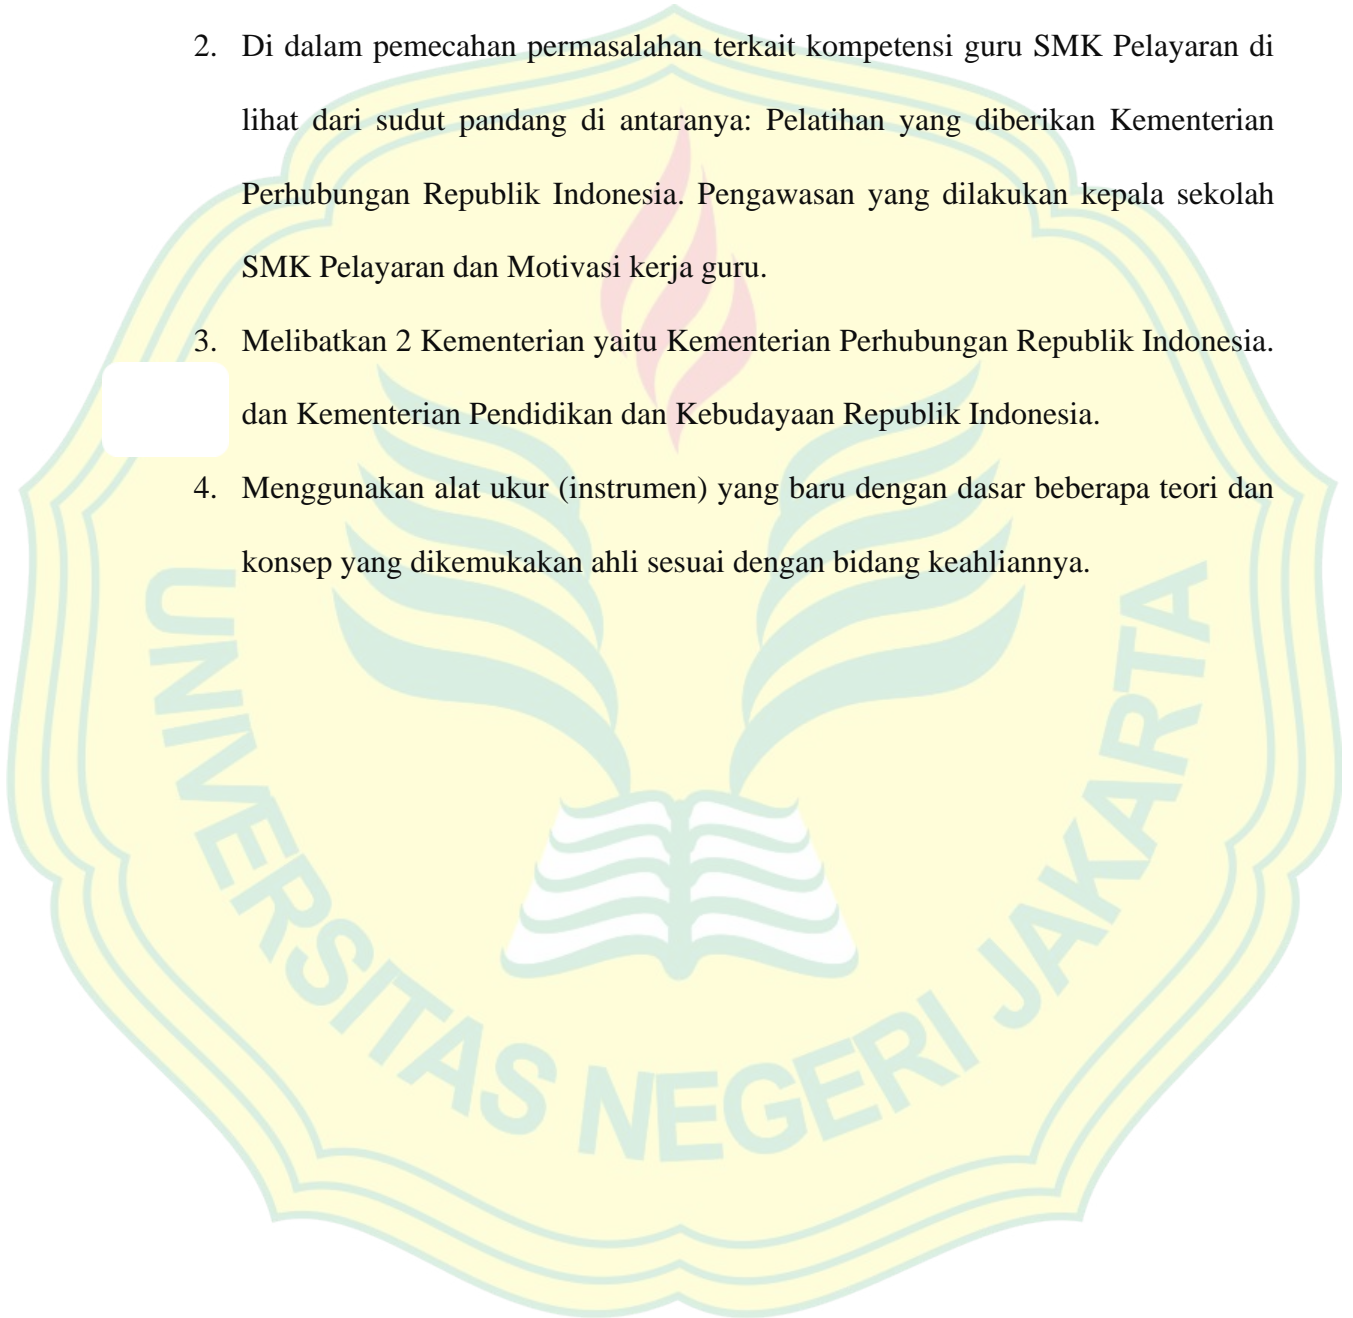 2. Di dalam pemecahan permasalahan terkait kompetensi guru SMK Pelayaran di
lihat dari sudut pandang di antaranya: Pelatihan yang diberikan Kementerian
Perhubungan Republik Indonesia. Pengawasan yang dilakukan kepala sekolah
SMK Pelayaran dan Motivasi kerja guru.
3. Melibatkan 2 Kementerian yaitu Kementerian Perhubungan Republik Indonesia.
dan Kementerian Pendidikan dan Kebudayaan Republik Indonesia.
4. Menggunakan alat ukur (instrumen) yang baru dengan dasar beberapa teori dan
konsep yang dikemukakan ahli sesuai dengan bidang keahliannya.
UNIVERSITAS NEGERI JAKARTA